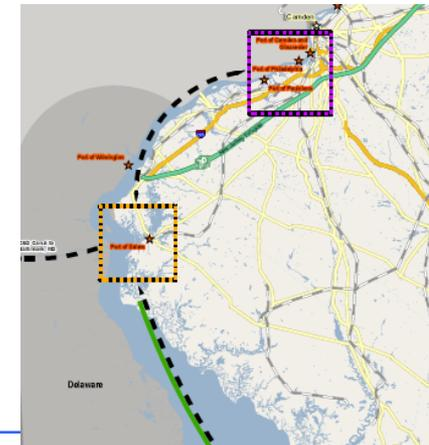 Camden
Port of Camden and
Gloucester
Port of Philadelphia
Port of Paulsboro
Port of Wilmington
Port of Salem
Delaware